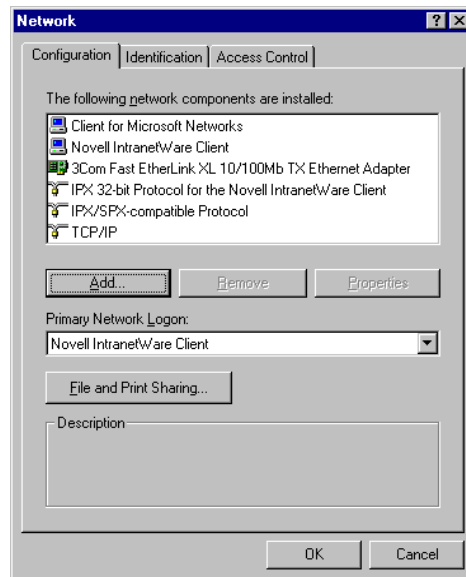 Network
Configuration Identification Access Control
The following network components are installed:
Client for Microsoft Networks
Novell IntranetWare Client
3Com Fast EtherLink XL 10/100Mb TX Ethernet Adapter
IPX 32-bit Protocol for the Novell IntranetWare Client
IPX/SPX-compatible Protocol
TCP/IP
Add... Remove Properties
Primary Network Logon:
Novell IntranetWare Client
File and Print Sharing...
Description
OK Cancel